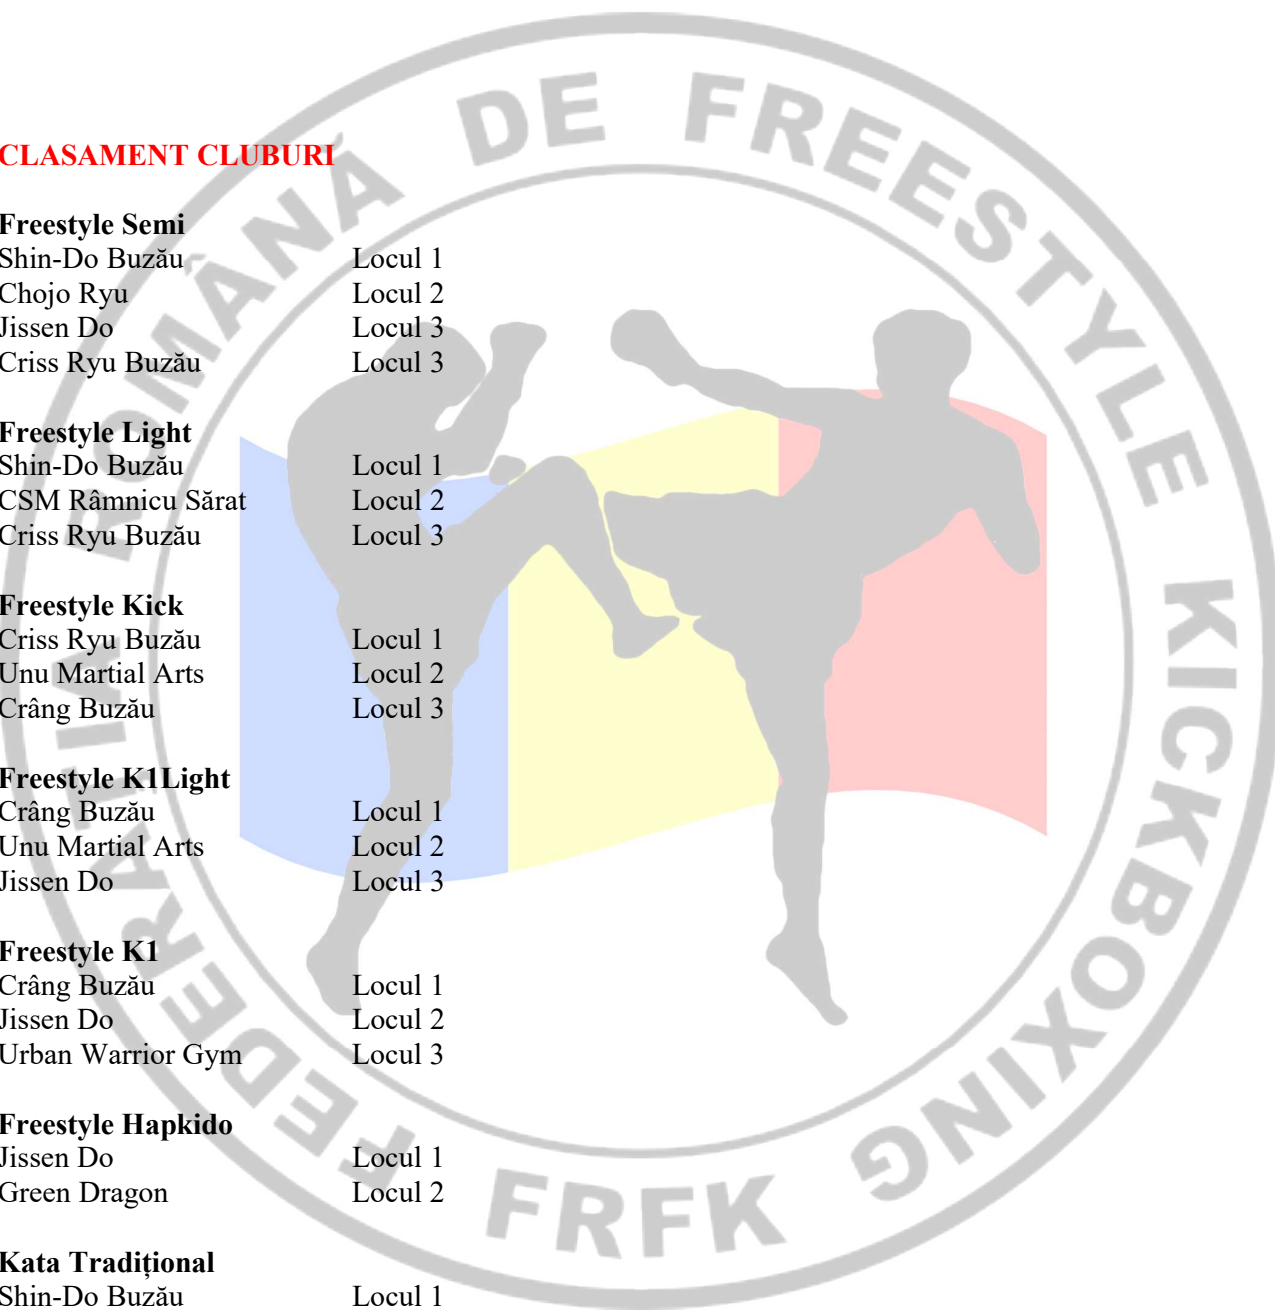 FEDERAȚIA ROMÂNĂ DE FREESTYLE KICKBOXING
FRFK
CLASAMENT CLUBURI
Freestyle Semi
Shin-Do Buzău Locul 1
Chojo Ryu Locul 2
Jissen Do Locul 3
Criss Ryu Buzău Locul 3
Freestyle Light
Shin-Do Buzău Locul 1
CSM Râmnicu Sărat Locul 2
Criss Ryu Buzău Locul 3
Freestyle Kick
Criss Ryu Buzău Locul 1
Unu Martial Arts Locul 2
Crâng Buzău Locul 3
Freestyle K1Light
Crâng Buzău Locul 1
Unu Martial Arts Locul 2
Jissen Do Locul 3
Freestyle K1
Crâng Buzău Locul 1
Jissen Do Locul 2
Urban Warrior Gym Locul 3
Freestyle Hapkido
Jissen Do Locul 1
Green Dragon Locul 2
Kata Tradițional
Shin-Do Buzău Locul 1